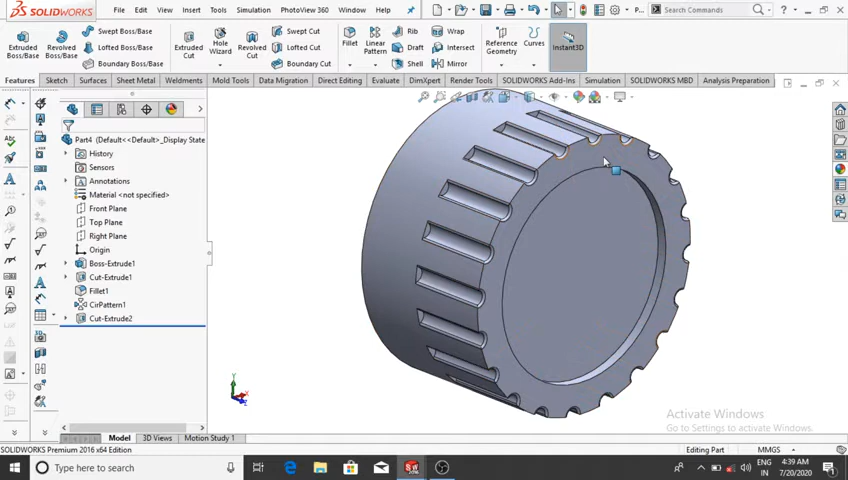 SOLIDWORKS
File Edit View Insert Tools Simulation PhotoView 360 Window Help
P...
Search Commands
Extruded Boss/Base
Revolved Boss/Base
Swept Boss/Base
Lofted Boss/Base
Boundary Boss/Base
Extruded Cut
Hole Wizard
Revolved Cut
Swept Cut
Lofted Cut
Boundary Cut
Fillet
Linear Pattern
Rib
Draft
Shell
Wrap
Intersect
Mirror
Reference Geometry
Curves
Instant3D
Features Sketch Surfaces Sheet Metal Weldments Mold Tools Data Migration Direct Editing Evaluate DimXpert Render Tools SOLIDWORKS Add-Ins Simulation SOLIDWORKS MBD Analysis Preparation
Part4 (Default<<Default>_Display State
History
Sensors
Annotations
Material <not specified>
Front Plane
Top Plane
Right Plane
Origin
Boss-Extrude1
Cut-Extrude1
Fillet1
CirPattern1
Cut-Extrude2
Activate Windows
Go to Settings to activate Windows.
Model 3D Views Motion Study 1
SOLIDWORKS Premium 2016 x64 Edition
Editing Part
MMGS
Type here to search
ENG
IN
4:39 AM
7/20/2020